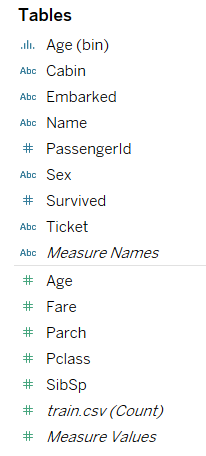 Tables
Age (bin)
Abc Cabin
Abc Embarked
Abc Name
# PassengerId
Abc Sex
# Survived
Abc Ticket
Abc Measure Names
# Age
# Fare
# Parch
# Pclass
# SibSp
# train.csv (Count)
# Measure Values